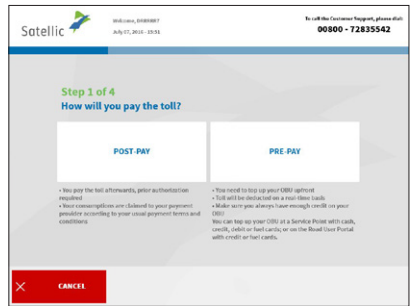 Satellic
Welcome,
July 07, 2016 - 15:51
To call the Customer Support, please dial:
00800 - 72835542
Step 1 of 4
How will you pay the toll?
POST-PAY
PRE-PAY
• You pay the toll afterwards, prior authorization
required
• Your consumptions are claimed to your payment
provider according to your usual payment terms and
conditions
• You need to top up your OBU upfront
• Toll will be deducted on a real-time basis
• Make sure you always have enough credit on your
OBU
You can top up your OBU at a Service Point with cash,
credit, debit or fuel cards; or on the Road User Portal
with credit or fuel cards.
CANCEL